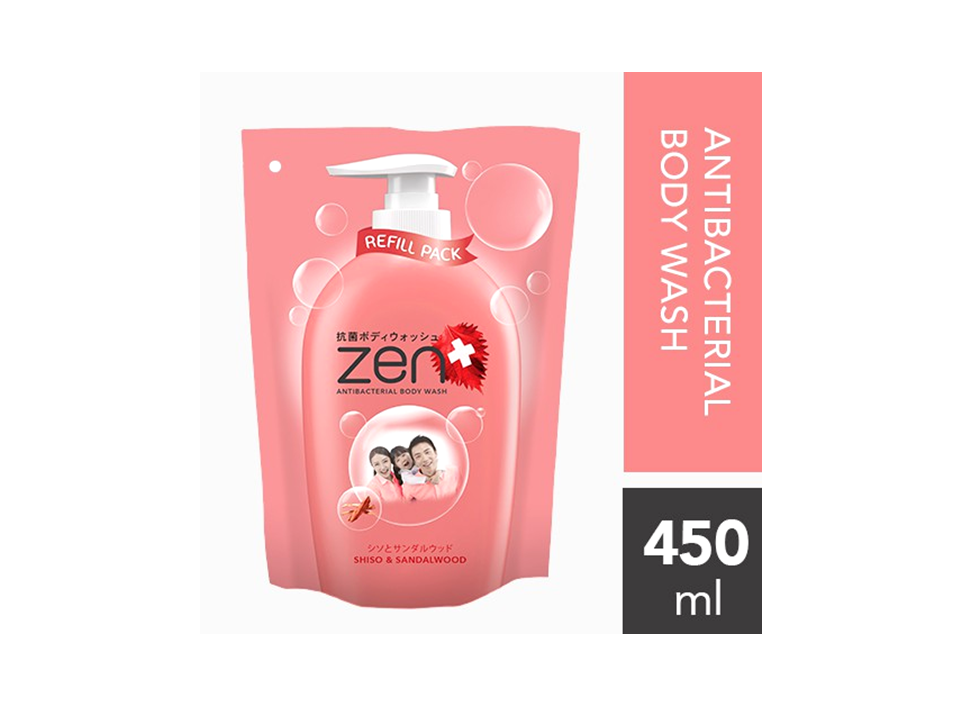 REFILL PACK
抗菌ボディウォッシュ
zen
ANTIBACTERIAL BODY WASH
シソとサンダルウッド
SHISO & SANDALWOOD
ANTIBACTERIAL
BODY WASH
450
ml